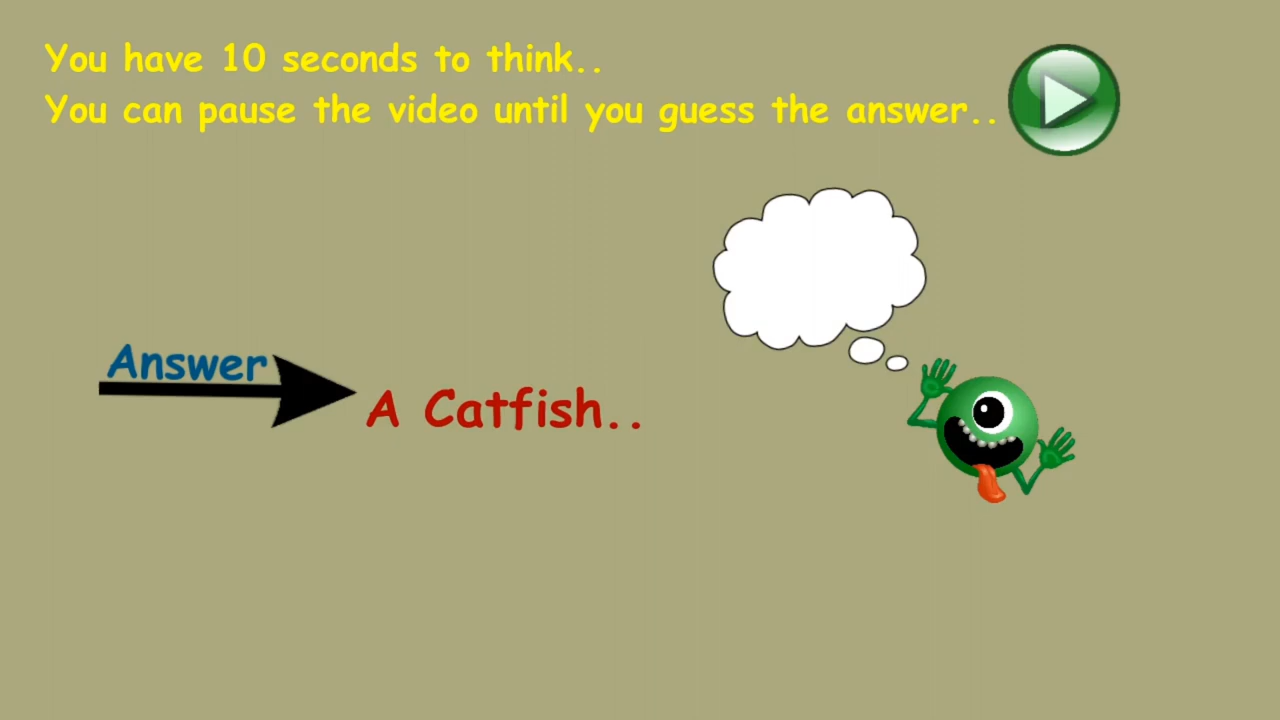 You have 10 seconds to think..
You can pause the video until you guess the answer..
Answer
A Catfish..